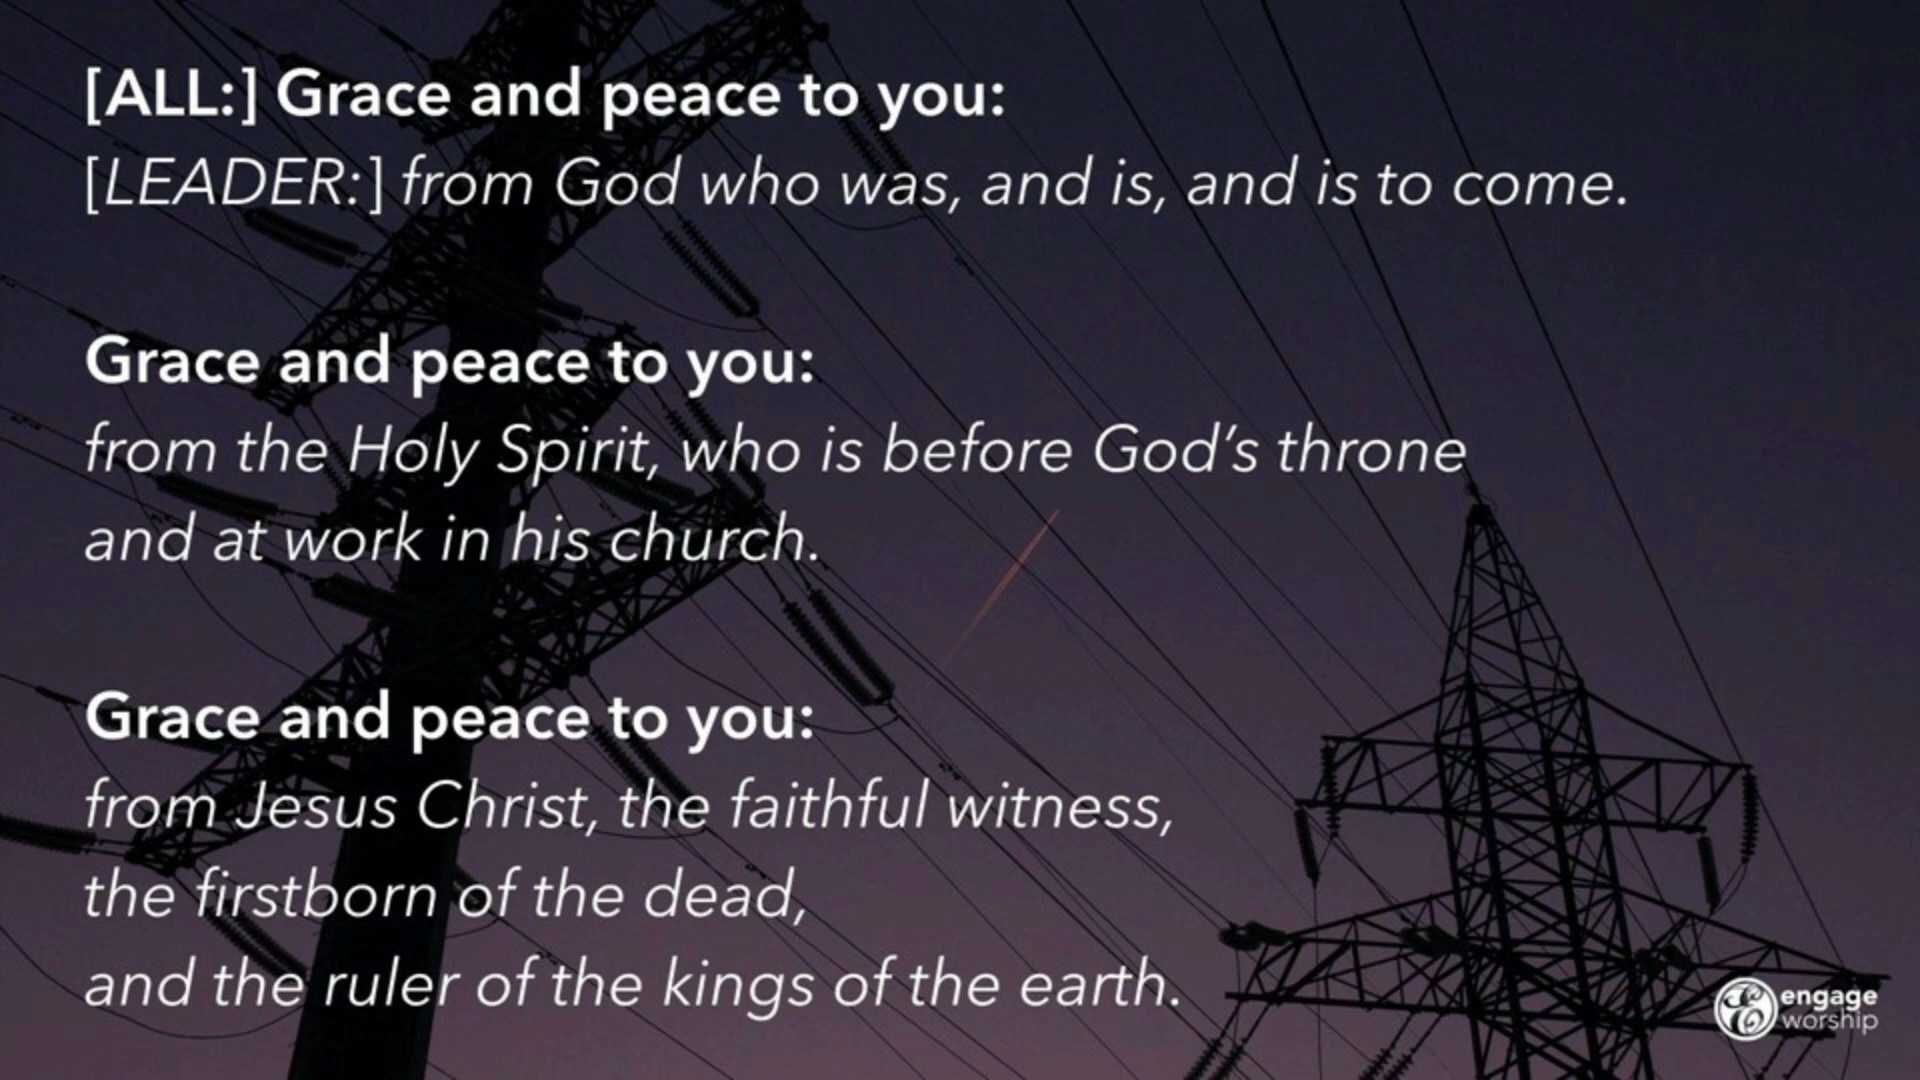 [ALL:] Grace and peace to you:
[LEADER:] from God who was, and is, and is to come.
Grace and peace to you:
from the Holy Spirit, who is before God’s throne
and at work in his church.
Grace and peace to you:
from Jesus Christ, the faithful witness,
the firstborn of the dead,
and the ruler of the kings of the earth.
engage
worship